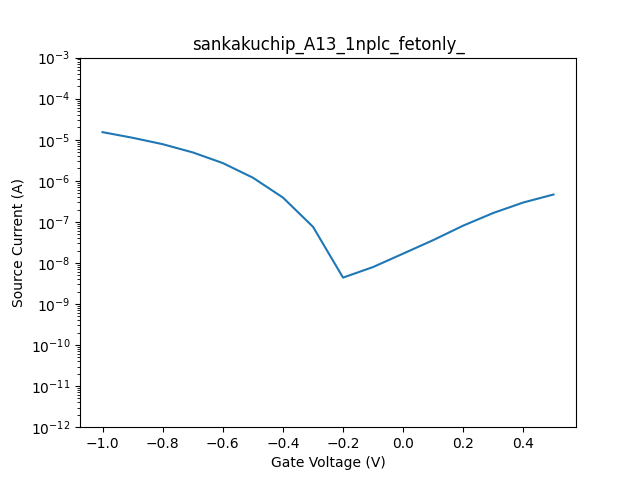 sankakuchip_A13_1nplc_fetonly_
10⁻³
10⁻⁴
10⁻⁵
10⁻⁶
10⁻⁷
10⁻⁸
10⁻⁹
10⁻¹⁰
10⁻¹¹
10⁻¹²
Source Current (A)
−1.0 −0.8 −0.6 −0.4 −0.2 0.0 0.2 0.4
Gate Voltage (V)